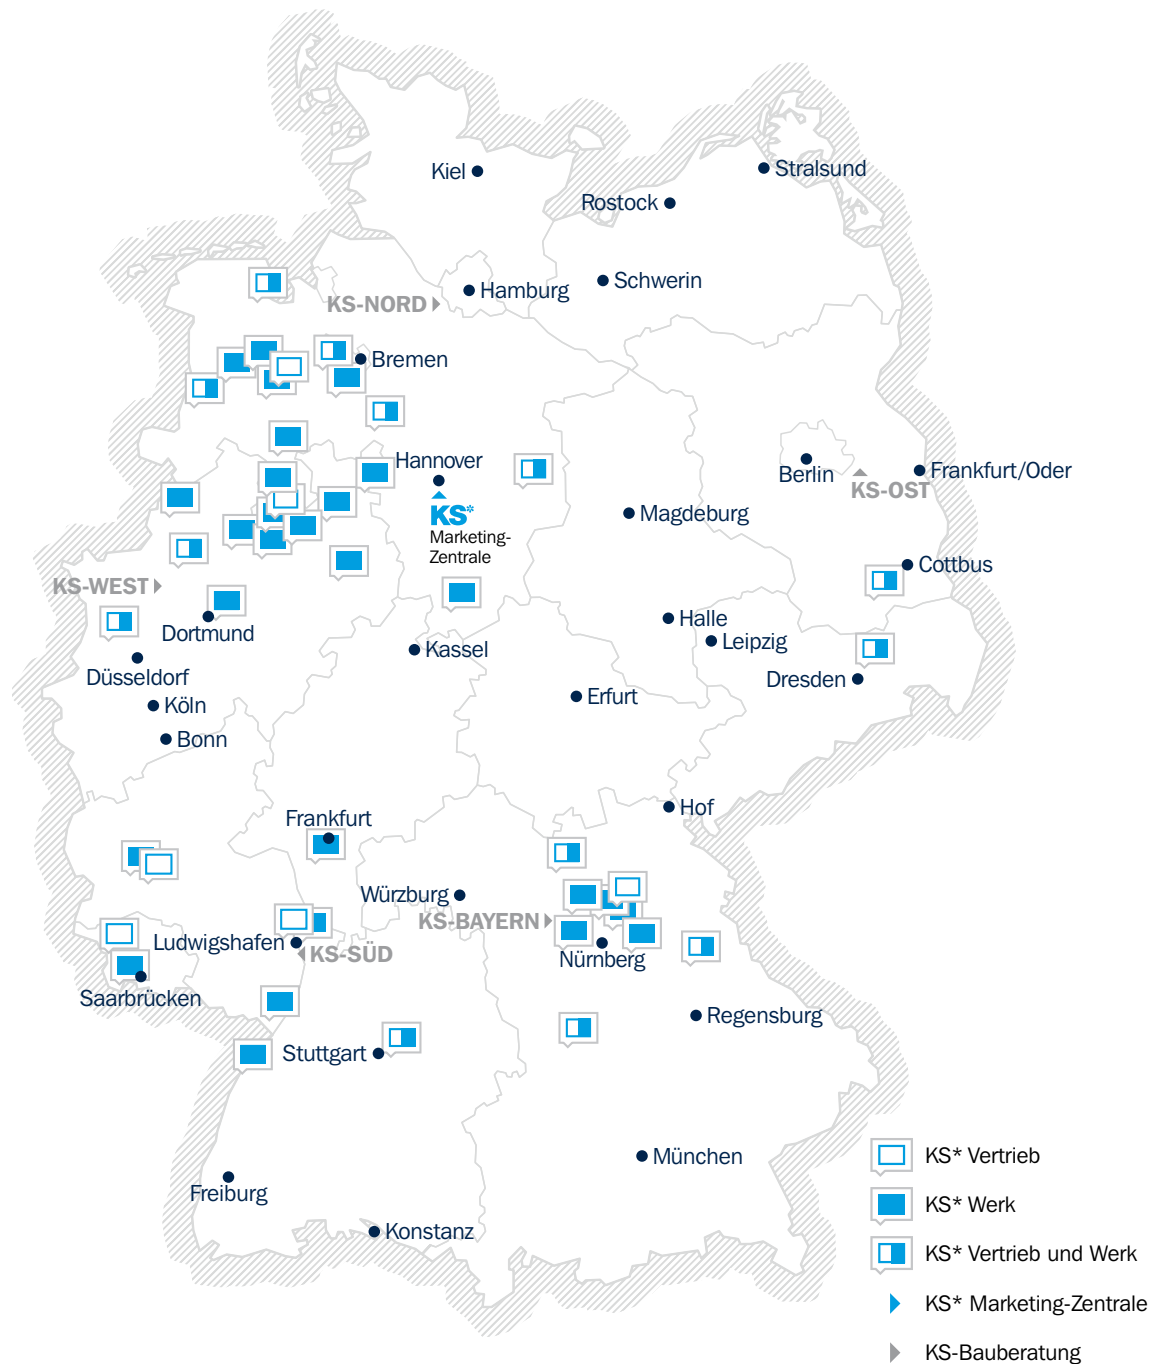 Kiel
Stralsund
Rostock
Schwerin
Hamburg
KS-NORD
Bremen
Hannover
Berlin
Frankfurt/Oder
KS-OST
KS*
Marketing-
Zentrale
Magdeburg
Cottbus
KS-WEST
Dortmund
Halle
Leipzig
Kassel
Düsseldorf
Dresden
Erfurt
Köln
Bonn
Hof
Frankfurt
Würzburg
KS-BAYERN
Ludwigshafen
KS-SÜD
Nürnberg
Saarbrücken
Regensburg
Stuttgart
München
Freiburg
Konstanz
KS* Vertrieb
KS* Werk
KS* Vertrieb und Werk
KS* Marketing-Zentrale
KS-Bauberatung